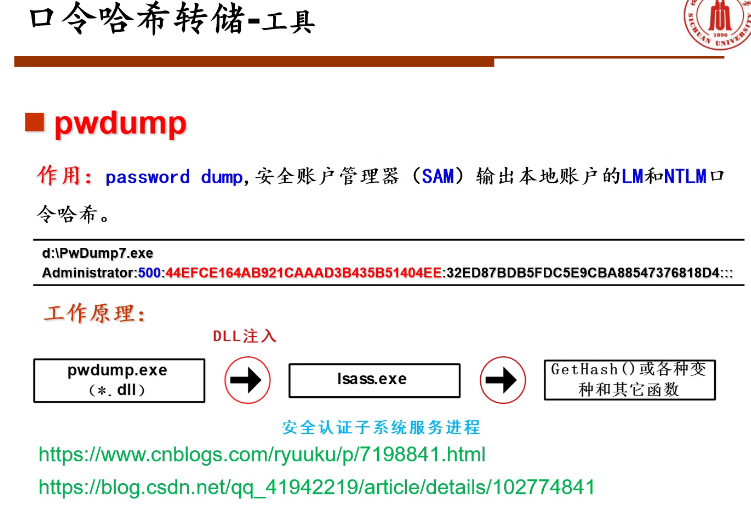 口令哈希转储-工具
SICHUAN UNIVERSITY
1896
pwdump
作用：password dump,安全账户管理器（SAM）输出本地账户的LM和NTLM口
令哈希。
d:\PwDump7.exe
Administrator:500:44EFCE164AB921CAAAD3B435B51404EE:32ED87BDB5FDC5E9CBA88547376818D4:::
工作原理：
DLL注入
pwdump.exe
（*.dll）
lsass.exe
GetHash()或各种变
种和其它函数
安全认证子系统服务进程
https://www.cnblogs.com/ryuuku/p/7198841.html
https://blog.csdn.net/qq_41942219/article/details/102774841